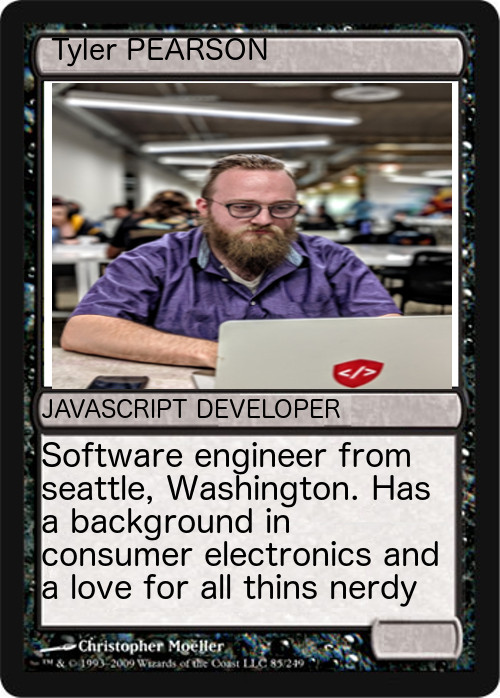 Tyler PEARSON
</>
JAVASCRIPT DEVELOPER
Software engineer from
seattle, Washington. Has
a background in
consumer electronics and
a love for all thins nerdy
Christopher Moeller
™ & © 1993–2009 Wizards of the Coast LLC 85/249